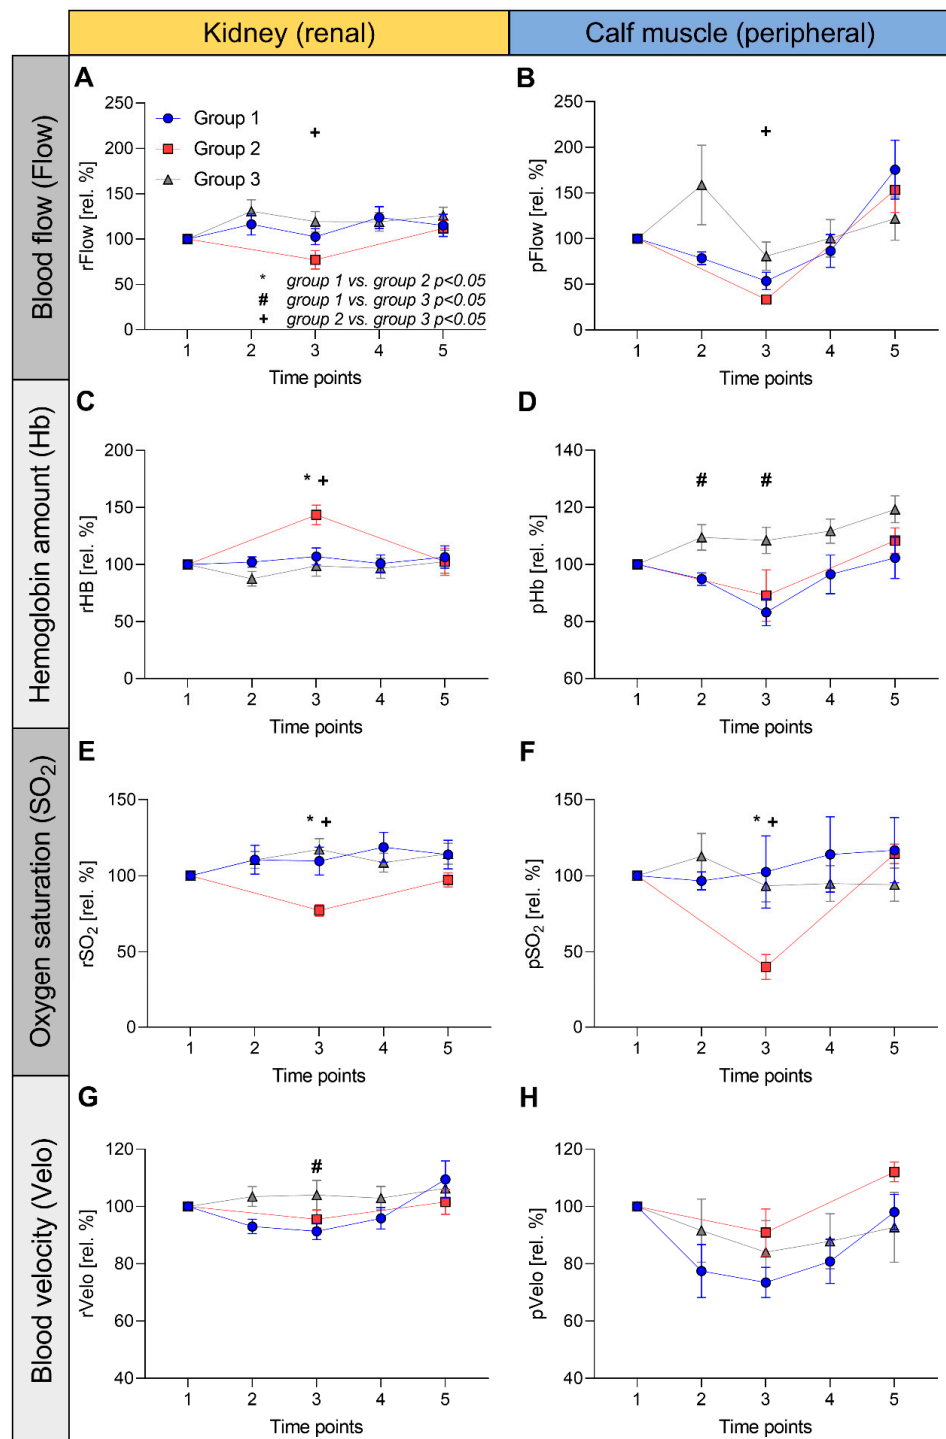 Kidney (renal)
Calf muscle (peripheral)
Blood flow (Flow)
A
250
200
150
100
50
0
rFlow [rel. %]
Group 1
Group 2
Group 3
+
* group 1 vs. group 2 p<0.05
# group 1 vs. group 3 p<0.05
+ group 2 vs. group 3 p<0.05
1 2 3 4 5
Time points
B
250
200
150
100
50
0
pFlow [rel. %]
+
1 2 3 4 5
Time points
Hemoglobin amount (Hb)
C
200
150
100
50
0
rHB [rel. %]
* +
1 2 3 4 5
Time points
D
140
120
100
80
60
pHb [rel. %]
# #
1 2 3 4 5
Time points
Oxygen saturation (SO₂)
E
150
100
50
0
rSO₂ [rel. %]
* +
1 2 3 4 5
Time points
F
150
100
50
0
pSO₂ [rel. %]
* +
1 2 3 4 5
Time points
Blood velocity (Velo)
G
120
100
80
60
40
rVelo [rel. %]
#
1 2 3 4 5
Time points
H
120
100
80
60
40
pVelo [rel. %]
1 2 3 4 5
Time points